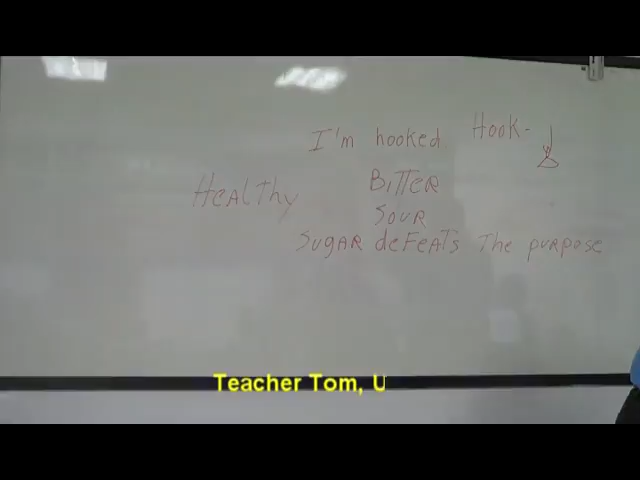 I'm hooked Hook-
Healthy
BITTER
SOUR
SUgAR deFeATs The purpose
Teacher Tom, U